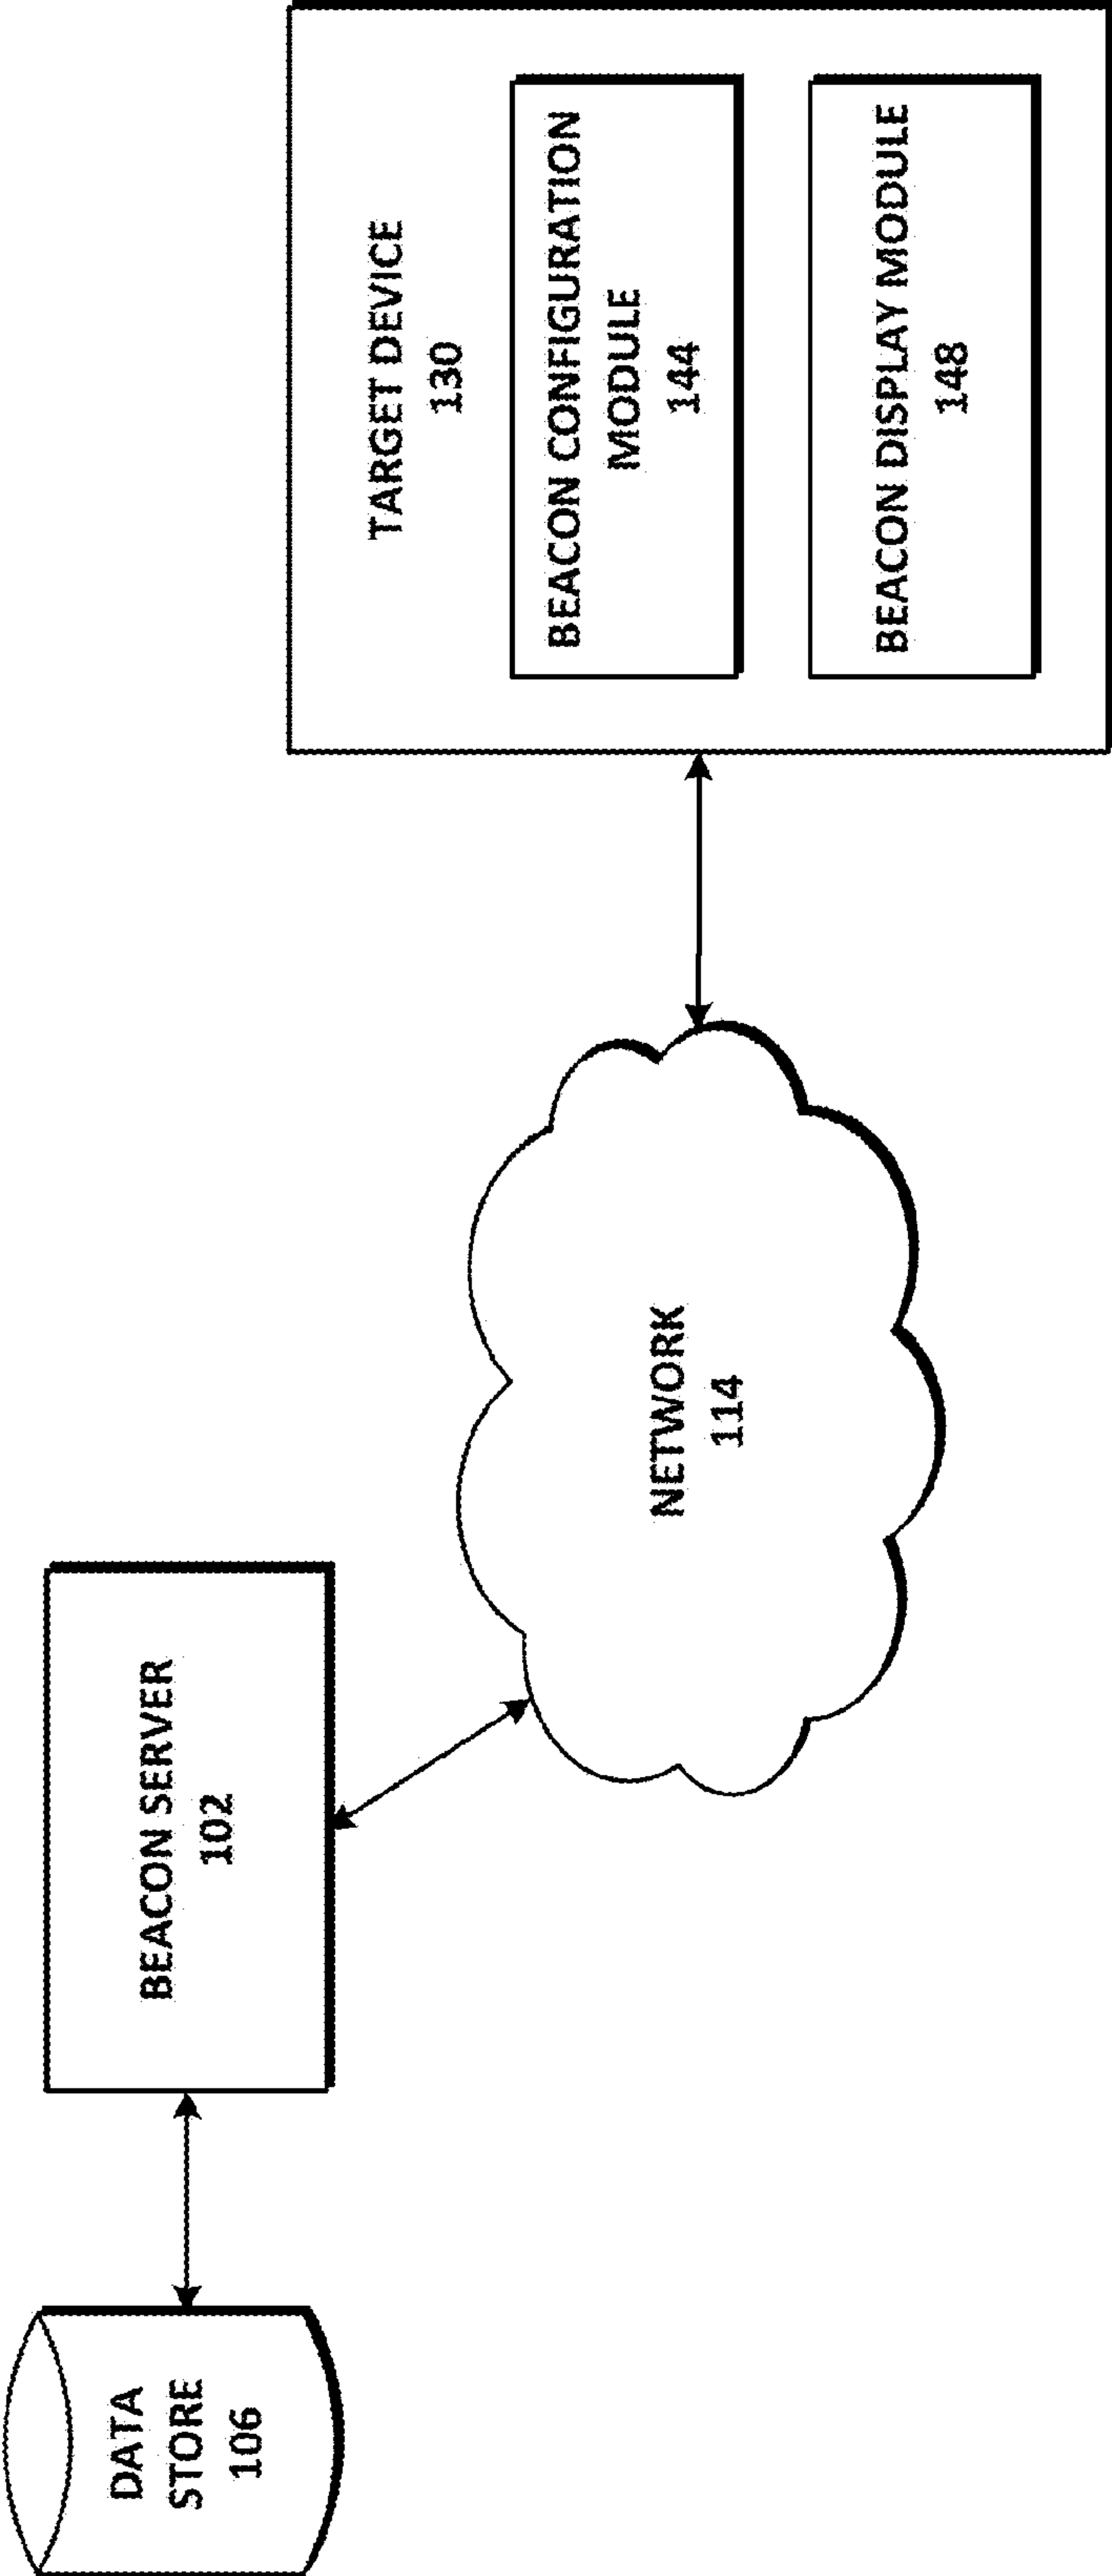 DATA
STORE
106
BEACON SERVER
102
NETWORK
114
TARGET DEVICE
130
BEACON CONFIGURATION
MODULE
144
BEACON DISPLAY MODULE
148